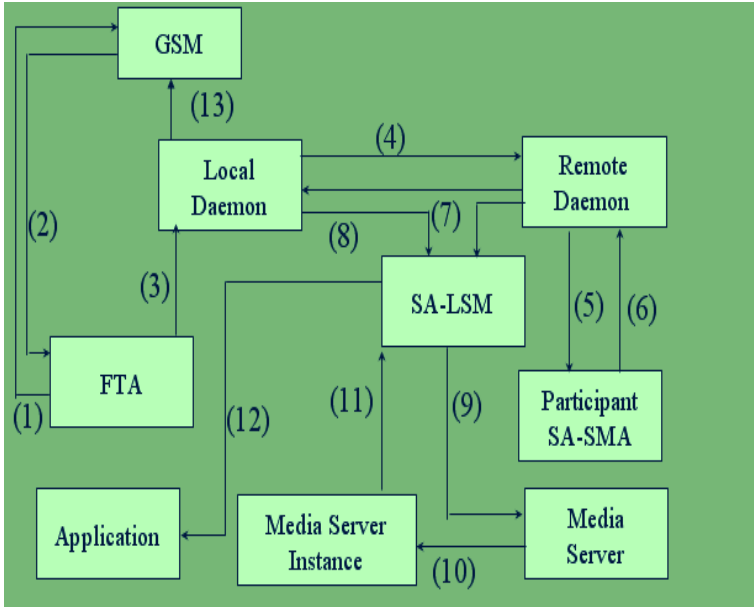 GSM
(13)
(4)
Local
Daemon
Remote
Daemon
(2)
(8)
(7)
(3)
SA-LSM
(5)
(6)
FTA
(1)
(12)
(11)
(9)
Participant
SA-SMA
Application
Media Server
Instance
(10)
Media
Server